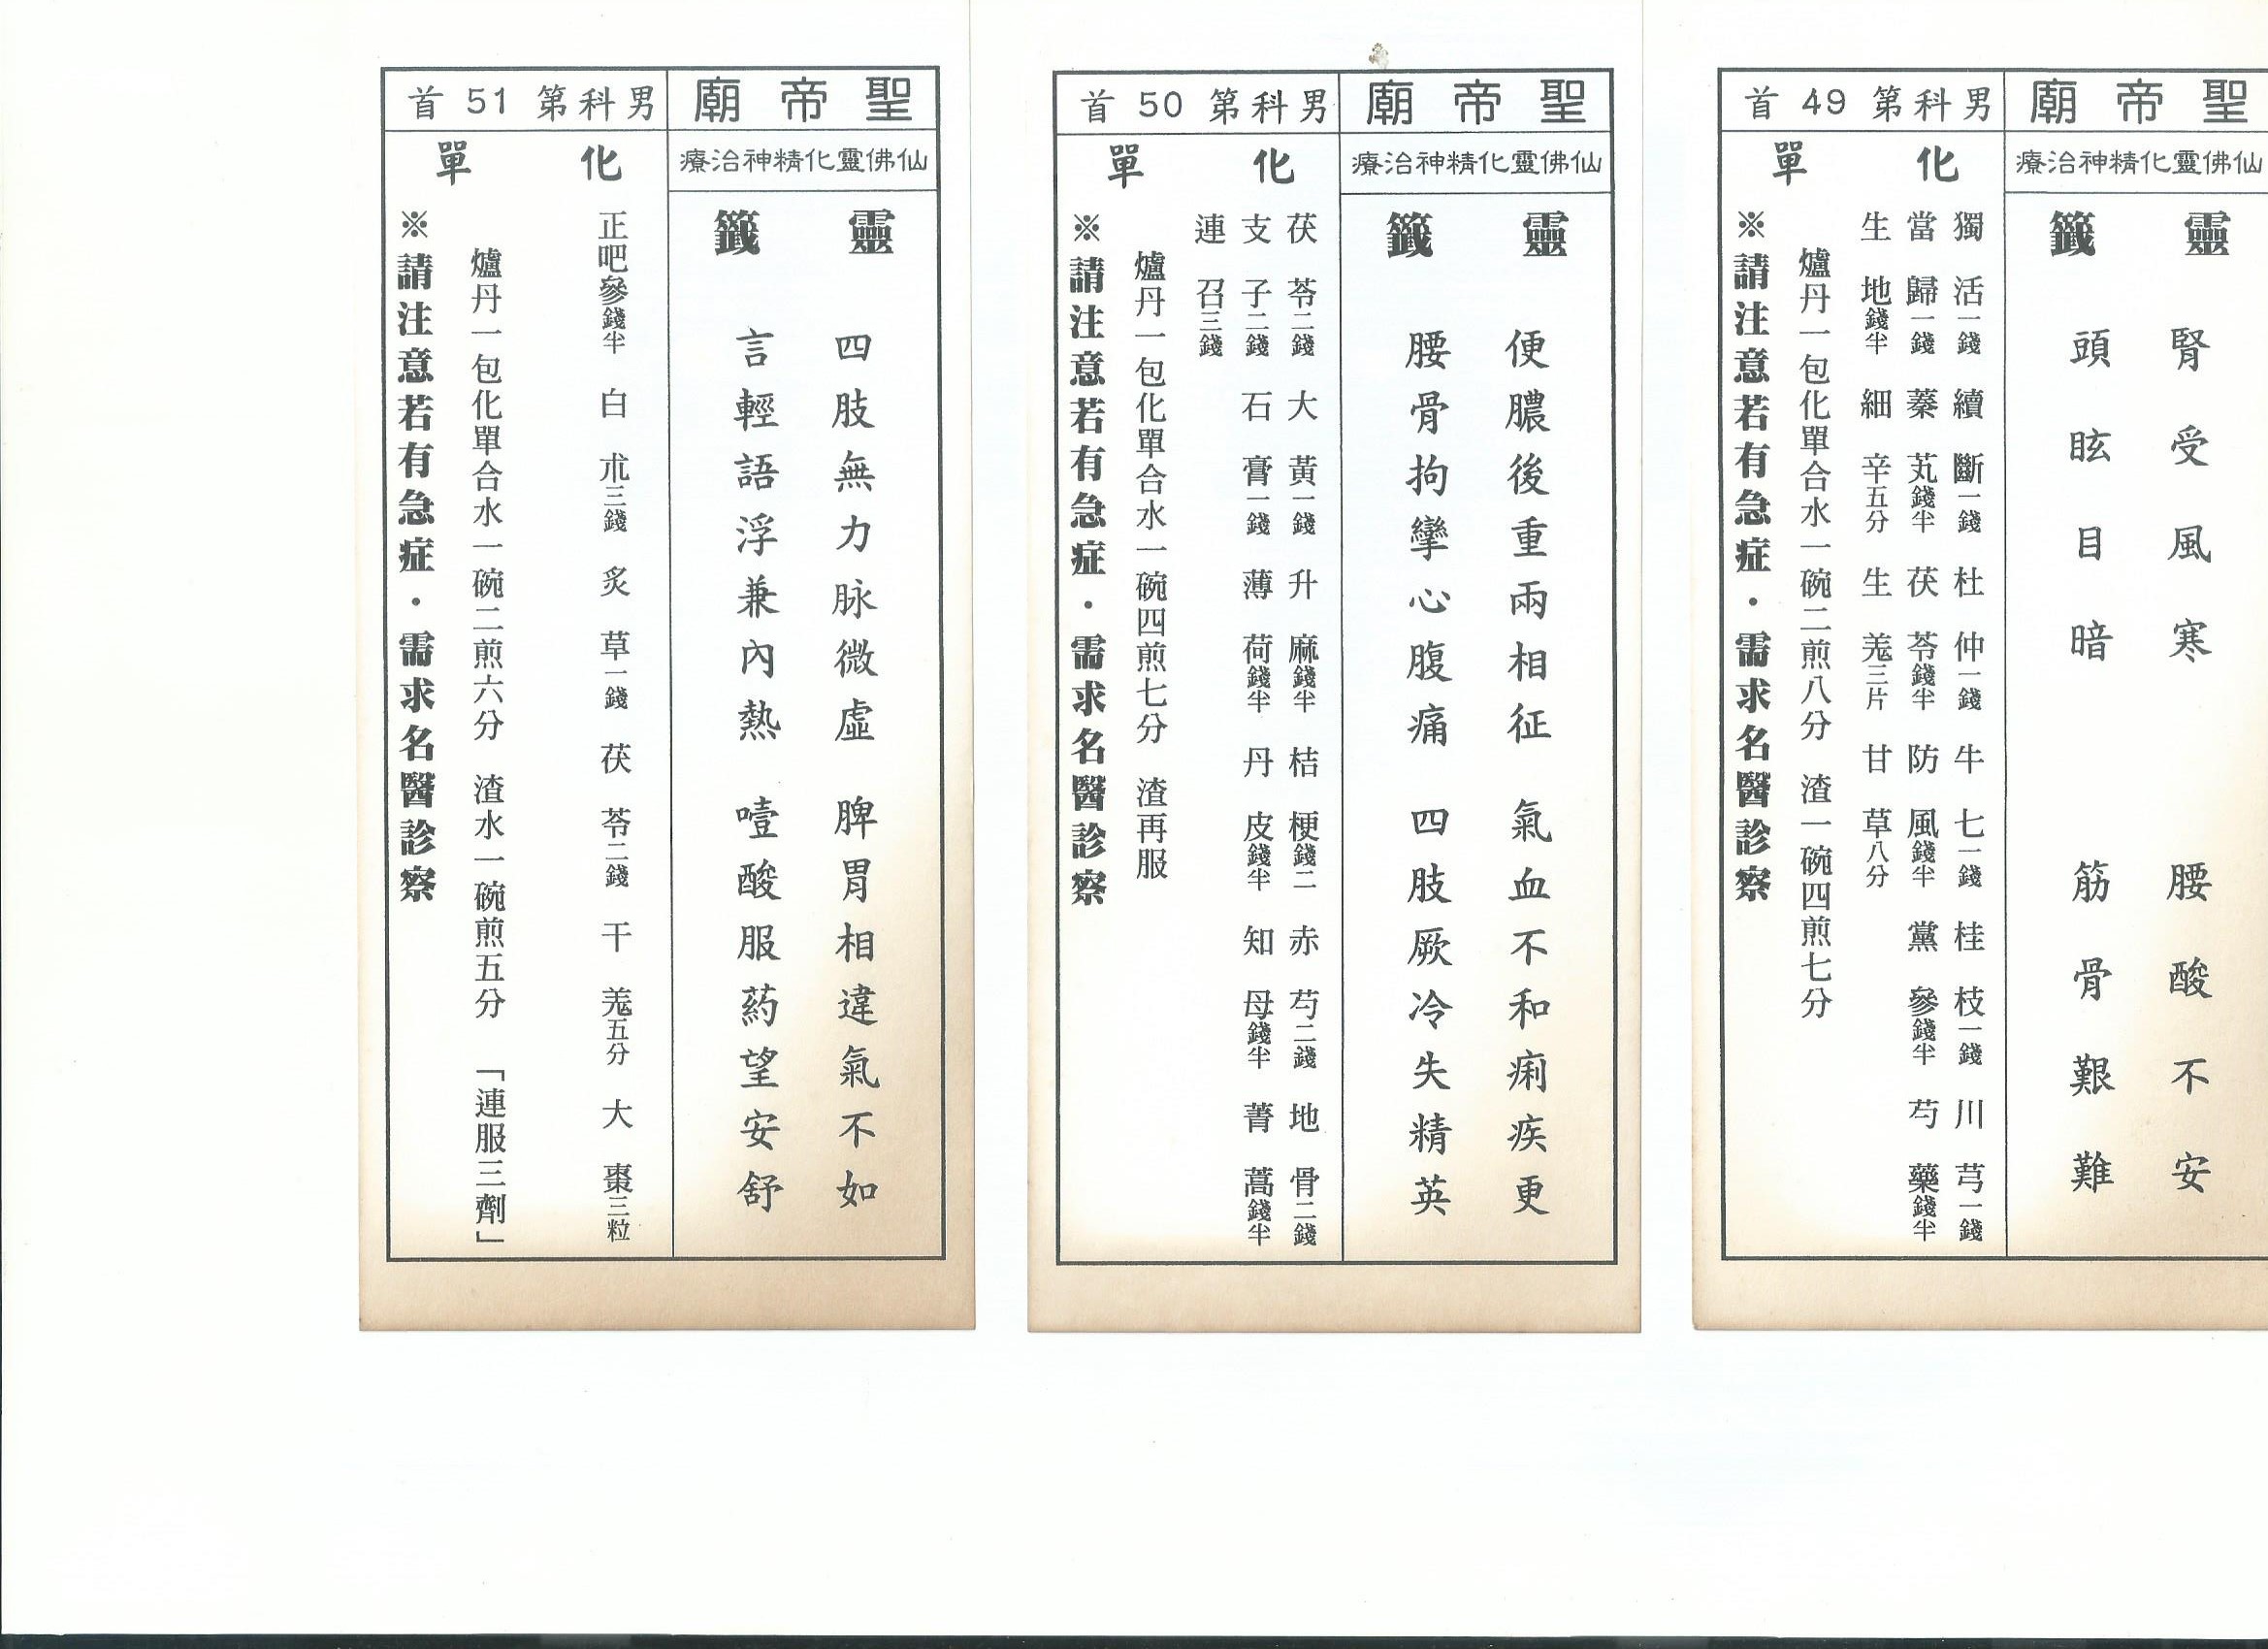 聖帝廟
男科第49首
仙佛靈化精神治療
靈籤
腎受風寒 腰酸不安
頭眩目暗 筋骨艱難
化單
獨活一錢 續斷一錢 杜仲一錢 牛七一錢 桂枝一錢 川芎一錢
當歸一錢 蓁芄錢半 茯苓錢半 防風錢半 黨參錢半 芍藥錢半
生地錢半 細辛五分 生羌三片 甘草八分
爐丹一包化單合水一碗二煎八分 渣一碗四煎七分
※請注意若有急症・需求名醫診察
聖帝廟
男科第50首
仙佛靈化精神治療
靈籤
便膿後重兩相征 氣血不和痢疾更
腰骨拘攣心腹痛 四肢厥冷失精英
化單
茯苓二錢 大黃一錢 升麻錢半 桔梗錢二 赤芍二錢 地骨二錢
支子二錢 石膏一錢 薄荷錢半 丹皮錢半 知母錢半 菁蒿錢半
連召三錢
爐丹一包化單合水一碗四煎七分 渣再服
※請注意若有急症・需求名醫診察
聖帝廟
男科第51首
仙佛靈化精神治療
靈籤
四肢無力脉微虛 脾胃相違氣不如
言輕語浮兼內熱 噎酸服葯望安舒
化單
正吧參錢半 白朮三錢 炙草一錢 茯苓二錢 干羌五分 大棗三粒
爐丹一包化單合水一碗二煎六分 渣水一碗煎五分 「連服三劑」
※請注意若有急症・需求名醫診察